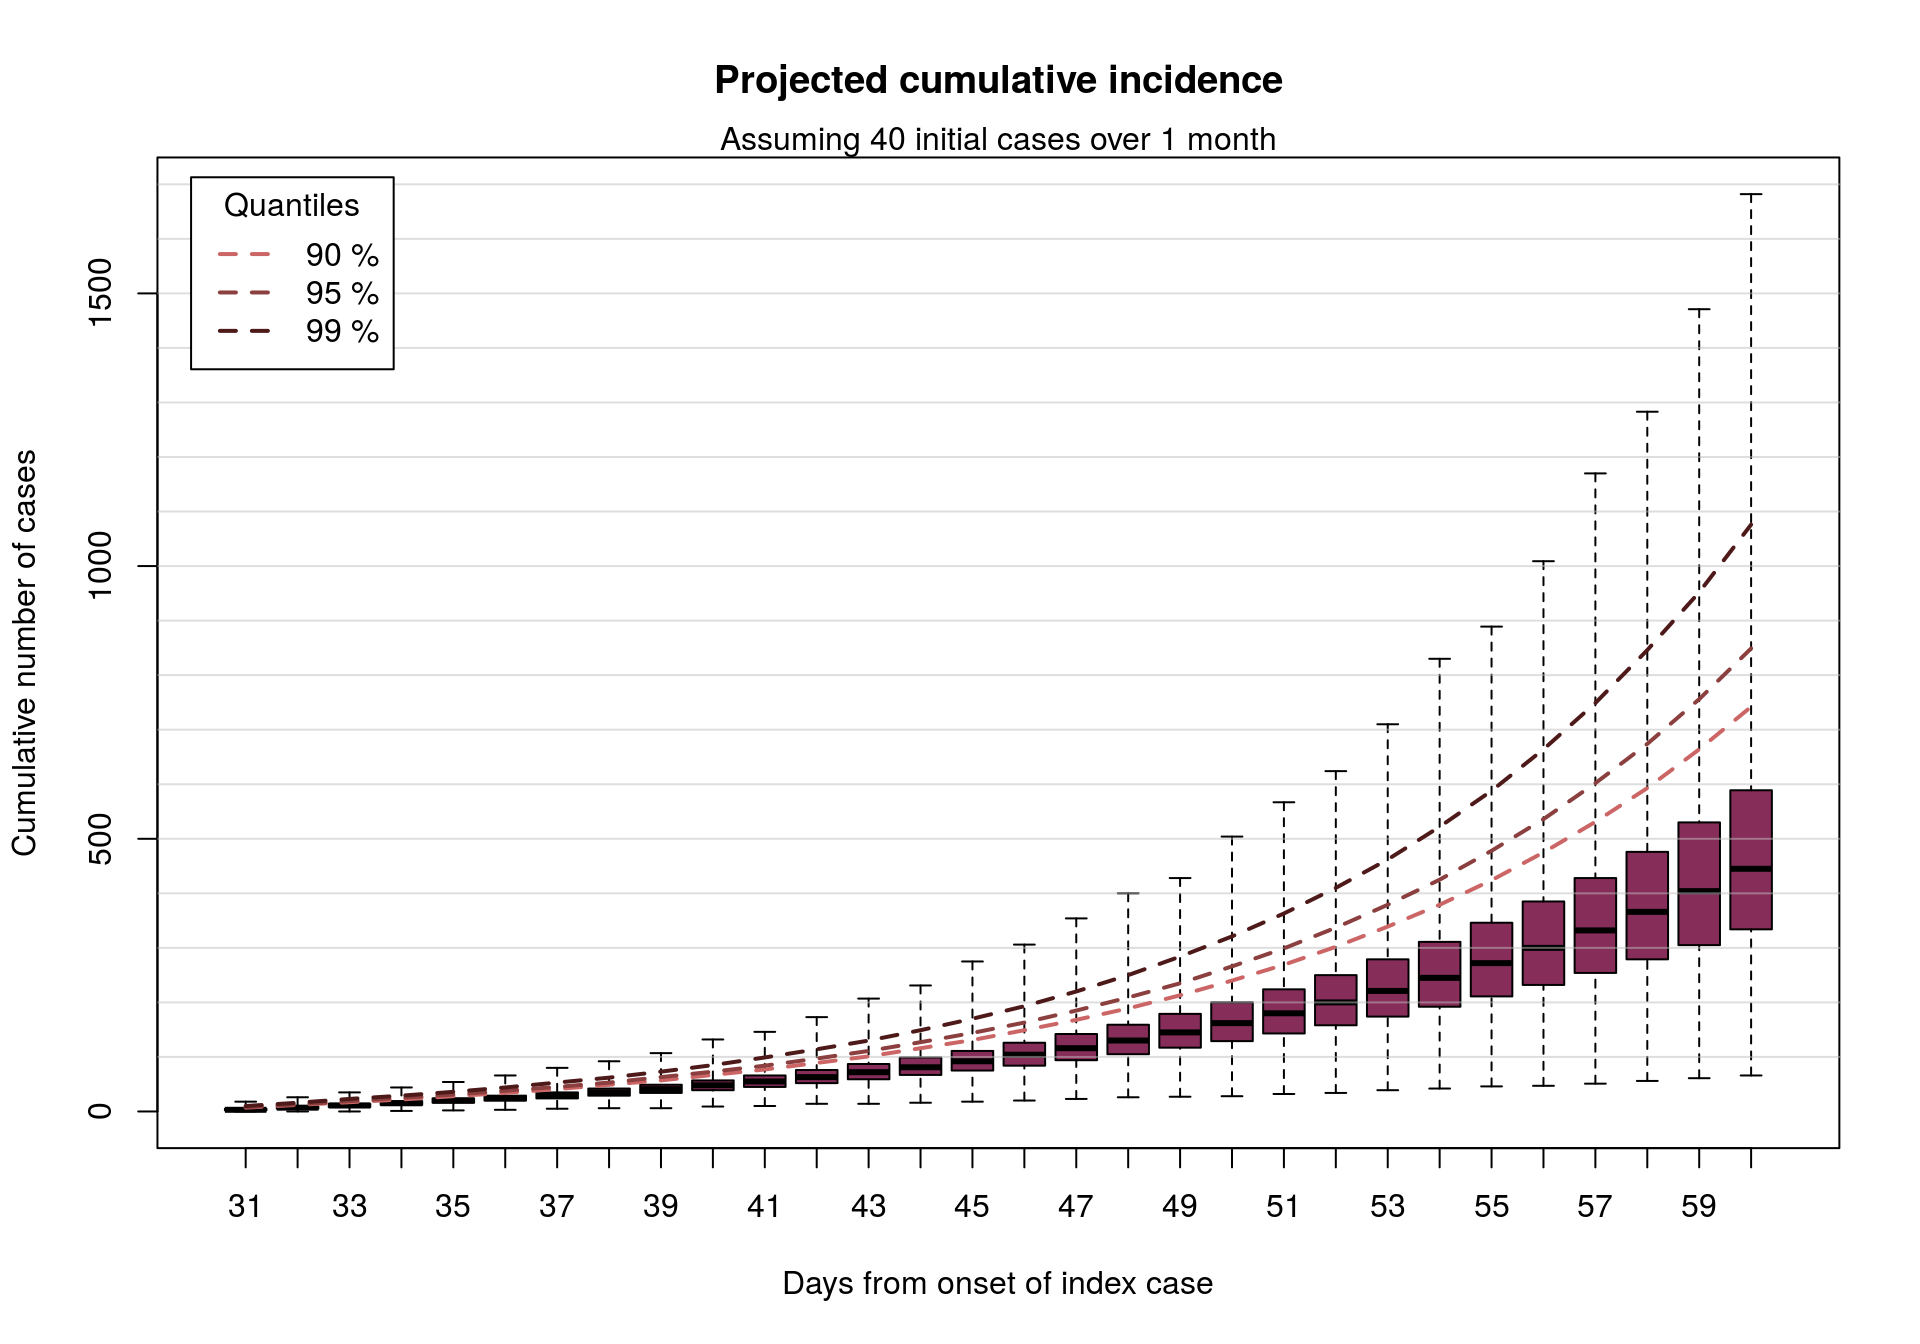 Projected cumulative incidence
Assuming 40 initial cases over 1 month
Quantiles
90 %
95 %
99 %
Cumulative number of cases
1500
1000
500
0
31 33 35 37 39 41 43 45 47 49 51 53 55 57 59
Days from onset of index case